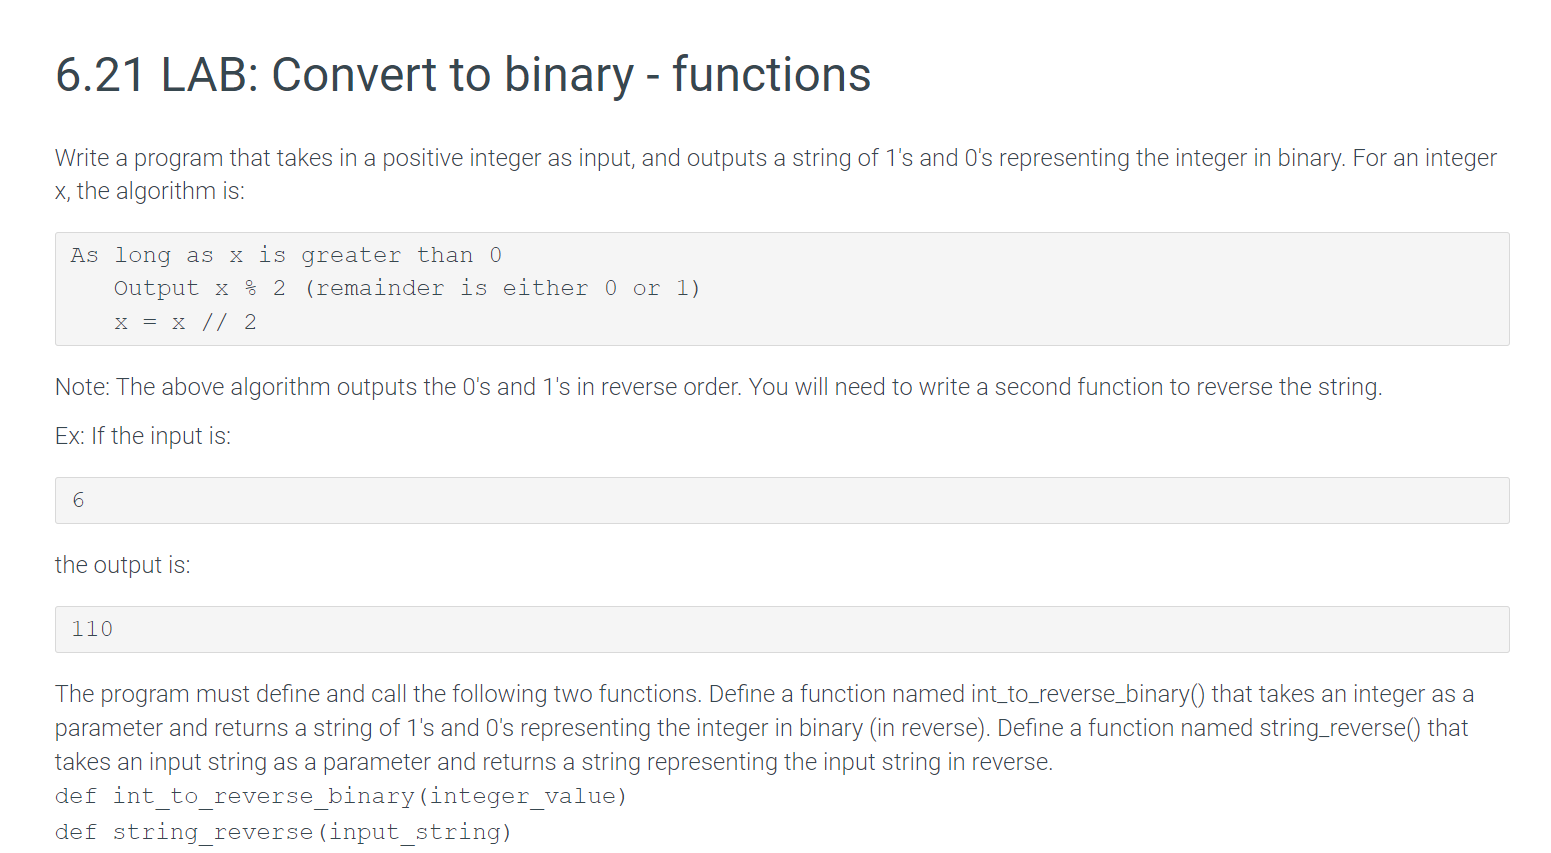 6.21 LAB: Convert to binary - functions
Write a program that takes in a positive integer as input, and outputs a string of 1's and 0's representing the integer in binary. For an integer
x, the algorithm is:
As long as x is greater than 0
   Output x % 2 (remainder is either 0 or 1)
   x = x // 2
Note: The above algorithm outputs the 0's and 1's in reverse order. You will need to write a second function to reverse the string.
Ex: If the input is:
6
the output is:
110
The program must define and call the following two functions. Define a function named int_to_reverse_binary() that takes an integer as a
parameter and returns a string of 1's and 0's representing the integer in binary (in reverse). Define a function named string_reverse() that
takes an input string as a parameter and returns a string representing the input string in reverse.
def int_to_reverse_binary(integer_value)
def string_reverse(input_string)